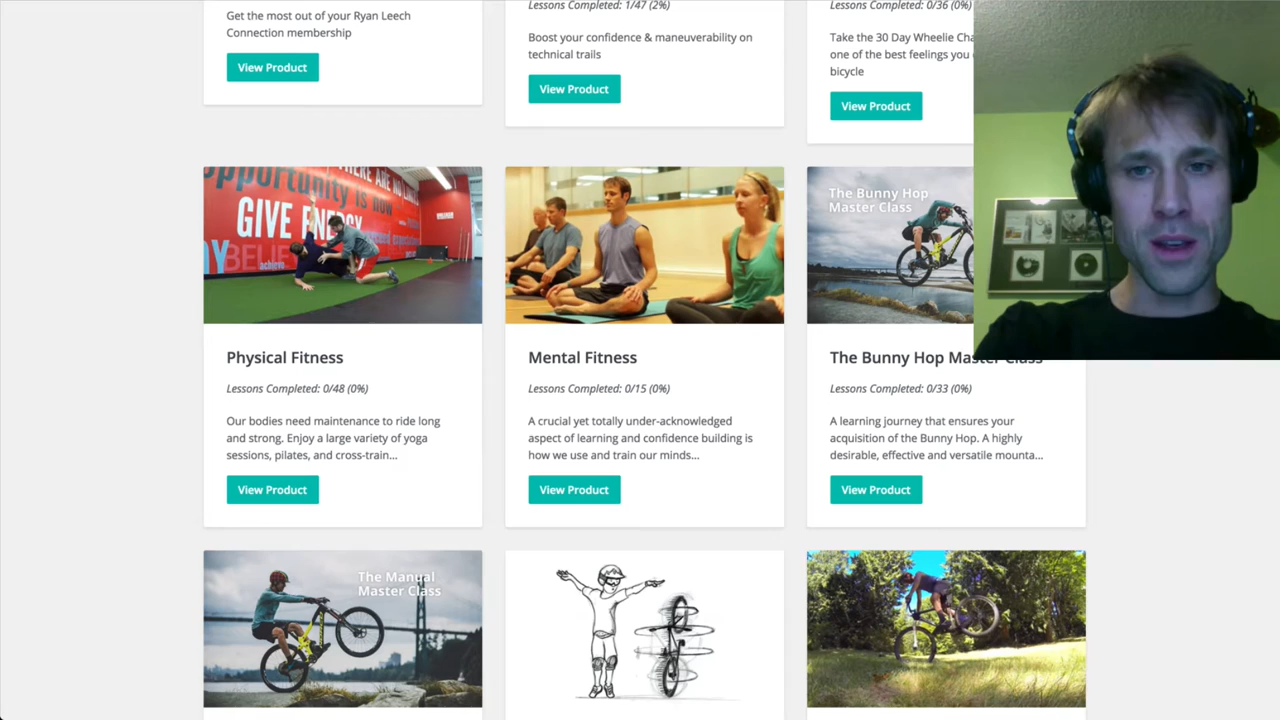 Get the most out of your Ryan Leech
Connection membership
View Product
Lessons Completed: 1/47 (2%)
Boost your confidence & maneuverability on
technical trails
View Product
Lessons Completed: 0/36 (0%)
Take the 30 Day Wheelie
one of the best feelings you
bicycle
View Product
opportunity is now
GIVE ENERGY
BELIEVE
achieve
Physical Fitness
Lessons Completed: 0/48 (0%)
Our bodies need maintenance to ride long
and strong. Enjoy a large variety of yoga
sessions, pilates, and cross-train...
View Product
Mental Fitness
Lessons Completed: 0/15 (0%)
A crucial yet totally under-acknowledged
aspect of learning and confidence building is
how we use and train our minds...
View Product
The Bunny Hop
Master Class
The Bunny Hop Master Class
Lessons Completed: 0/33 (0%)
A learning journey that ensures your
acquisition of the Bunny Hop. A highly
desirable, effective and versatile mounta...
View Product
The Manual
Master Class